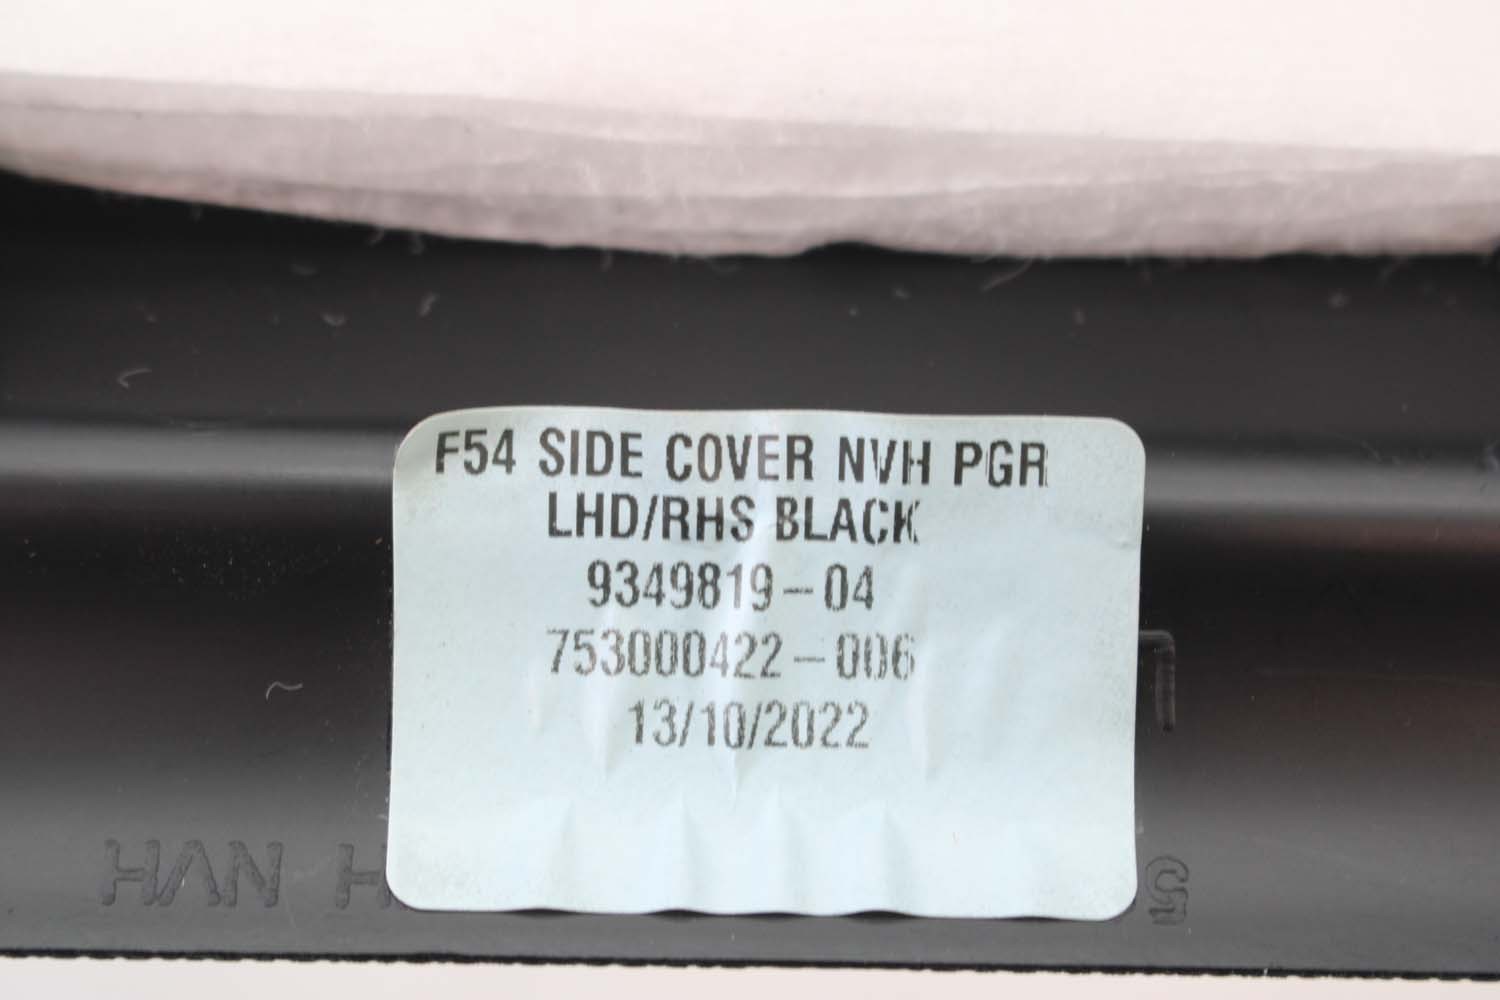 F54 SIDE COVER NVH PGR
LHD/RHS BLACK
9349819-04
753000422-006
13/10/2022